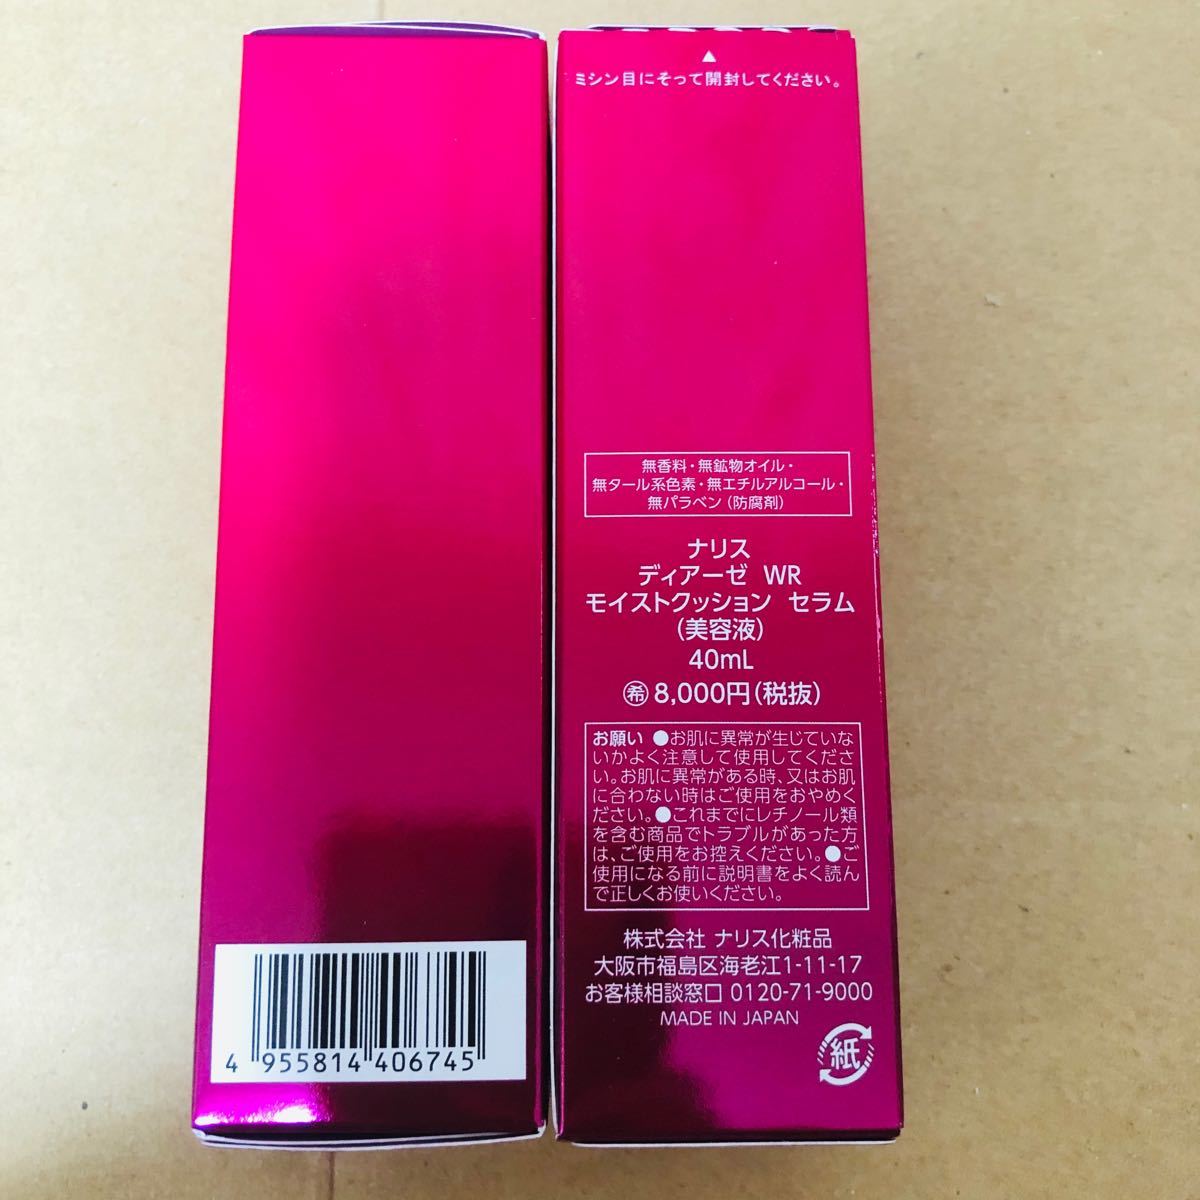 ミシン目にそって開封してください。
無香料・無鉱物オイル・
無タール系色素・無エチルアルコール・
無パラベン（防腐剤）
ナリス
ディアーゼ WR
モイストクッション セラム
（美容液）
40mL
㊒8,000円（税抜）
お願い ●お肌に異常が生じていな
いかよく注意して使用してくださ
い。お肌に異常がある時、又はお肌
に合わない時はご使用をおやめく
ださい。●これまでにレチノール類
を含む商品でトラブルがあった方
は、ご使用をお控えください。●ご
使用になる前に説明書をよく読ん
で正しくお使いください。
株式会社 ナリス化粧品
大阪市福島区海老江1-11-17
お客様相談窓口 0120-71-9000
MADE IN JAPAN
紙
4 955814 406745